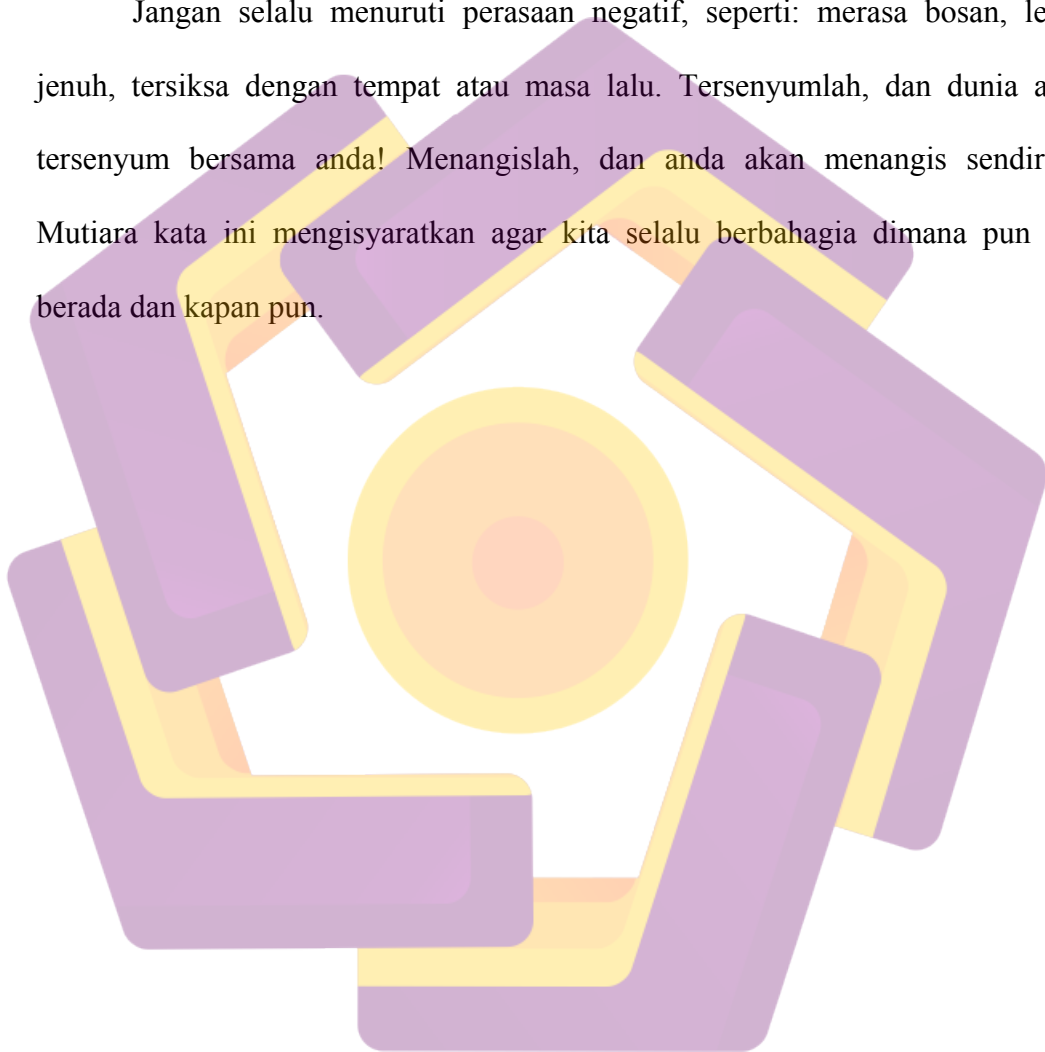 Jangan selalu menuruti perasaan negatif, seperti: merasa bosan, le
jenuh, tersiksa dengan tempat atau masa lalu. Tersenyumlah, dan dunia a
tersenyum bersama anda! Menangislah, dan anda akan menangis sendir
Mutiara kata ini mengisyaratkan agar kita selalu berbahagia dimana pun
berada dan kapan pun.